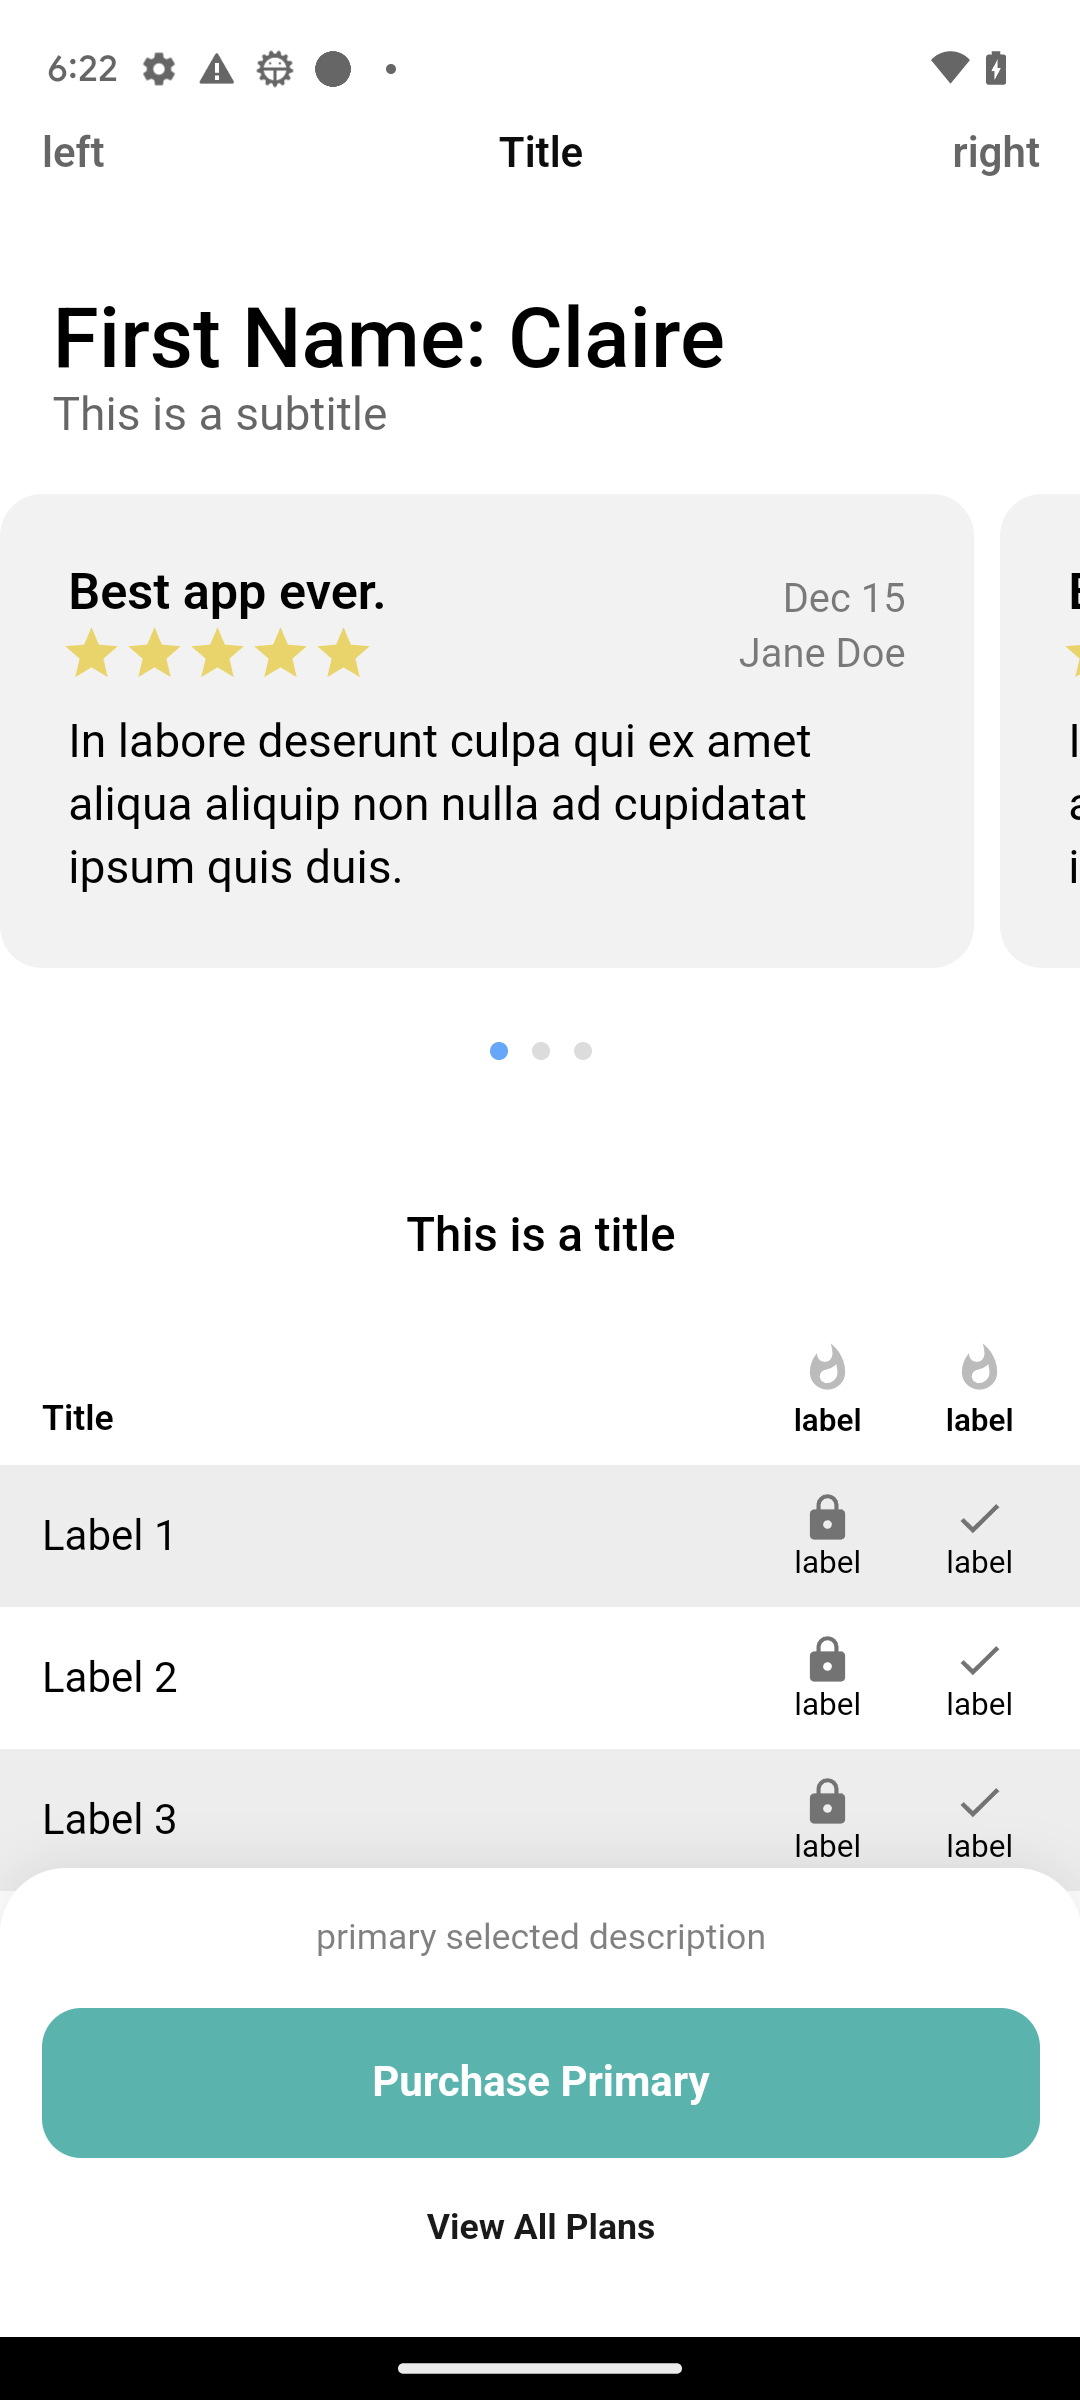 6:22
left Title right
First Name: Claire
This is a subtitle
Best app ever.
Dec 15
Jane Doe
In labore deserunt culpa qui ex amet
aliqua aliquip non nulla ad cupidatat
ipsum quis duis.
This is a title
Title label label
Label 1 label label
Label 2 label label
Label 3 label label
primary selected description
Purchase Primary
View All Plans